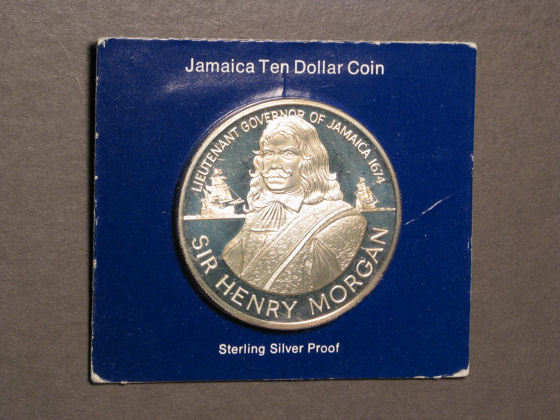 Jamaica Ten Dollar Coin
LIEUTENANT GOVERNOR OF JAMAICA 1674
SIR HENRY MORGAN
Sterling Silver Proof